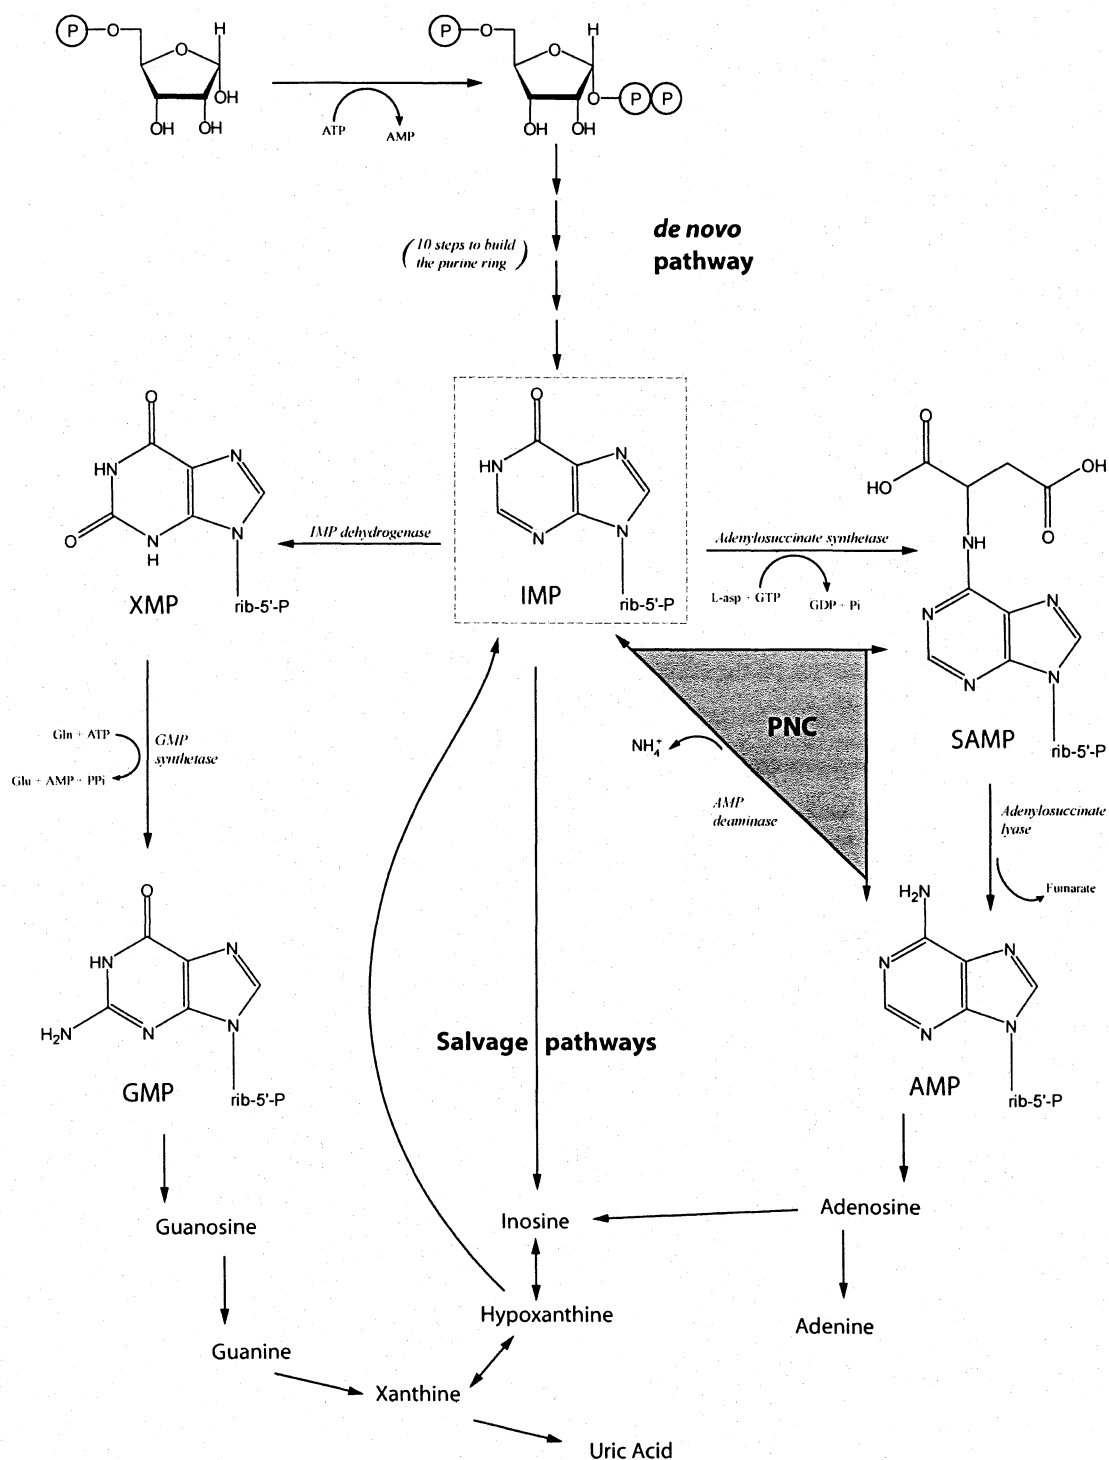 P O O H
OH
OH OH
ATP AMP
P O O H
O P P
OH OH
(10 steps to build
the purine ring)
de novo
pathway
O
HN N
O N N
H
XMP rib-5'-P
IMP dehydrogenase
O
HN N
N N
IMP rib-5'-P
Adenylosuccinate synthetase
L-asp + GTP GDP + Pi
O
HO OH
O
NH
N N
N N
SAMP
rib-5'-P
Gln + ATP
Glu + AMP + PPi
GMP
synthetase
PNC
NH4+
AMP
deaminase
Adenylosuccinate
lyase
Fumarate
O
HN N
H2N N N
GMP
rib-5'-P
H2N
N N
N N
AMP
rib-5'-P
Salvage pathways
Guanosine
Inosine
Adenosine
Guanine
Hypoxanthine
Adenine
Xanthine
Uric Acid